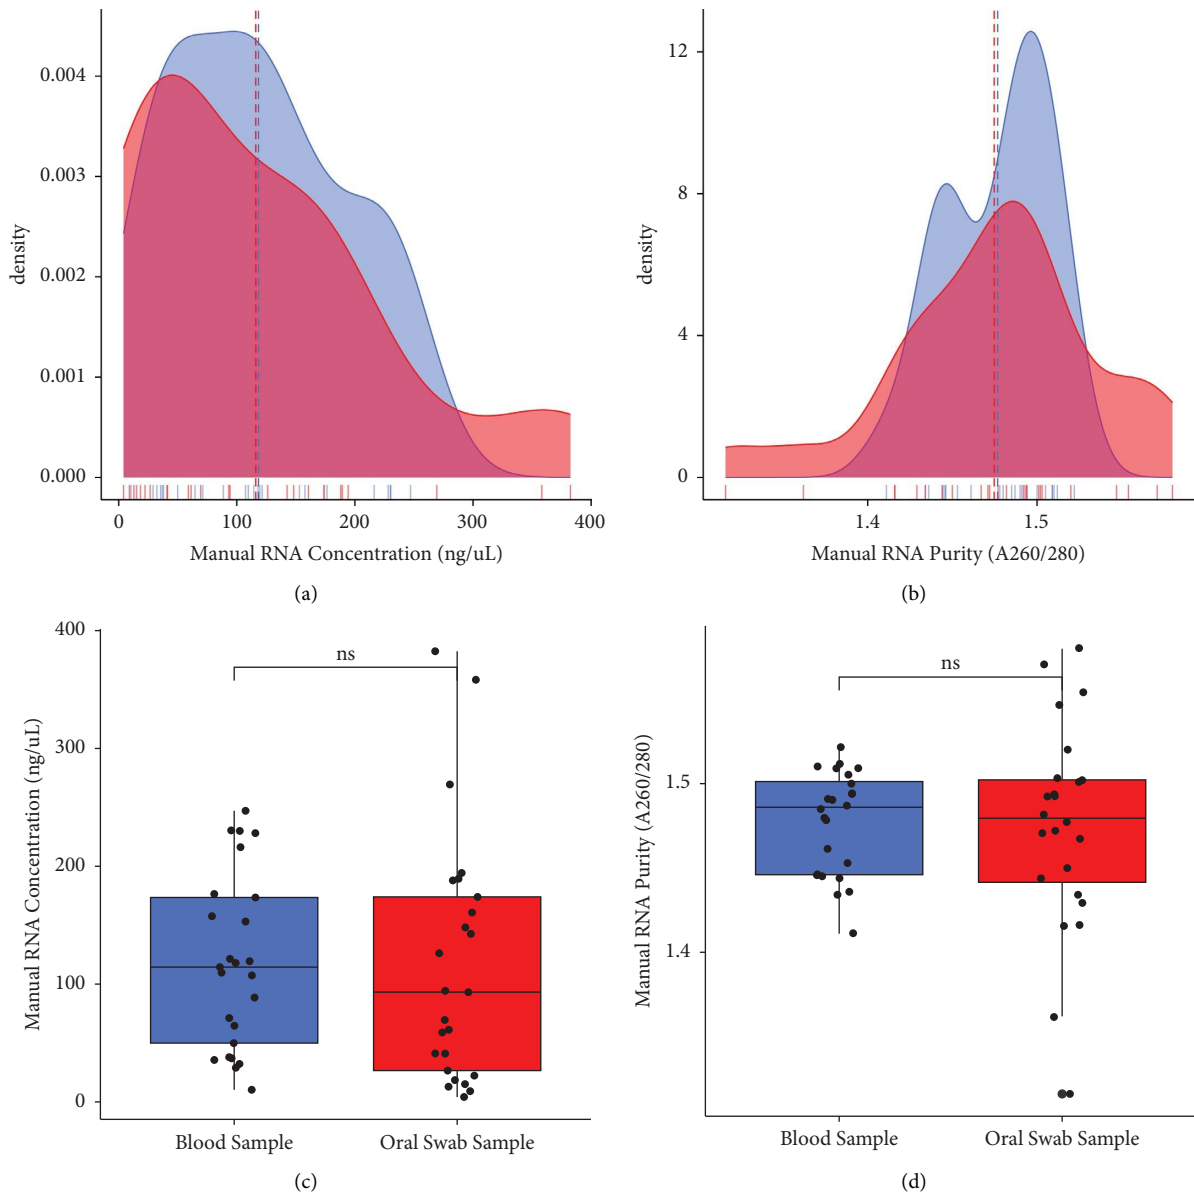 density
0.004
0.003
0.002
0.001
0.000
0 100 200 300 400
Manual RNA Concentration (ng/uL)
(a)
density
12
8
4
0
1.4 1.5
Manual RNA Purity (A260/280)
(b)
Manual RNA Concentration (ng/uL)
400
300
200
100
0
ns
Blood Sample Oral Swab Sample
(c)
Manual RNA Purity (A260/280)
1.5
1.4
ns
Blood Sample Oral Swab Sample
(d)